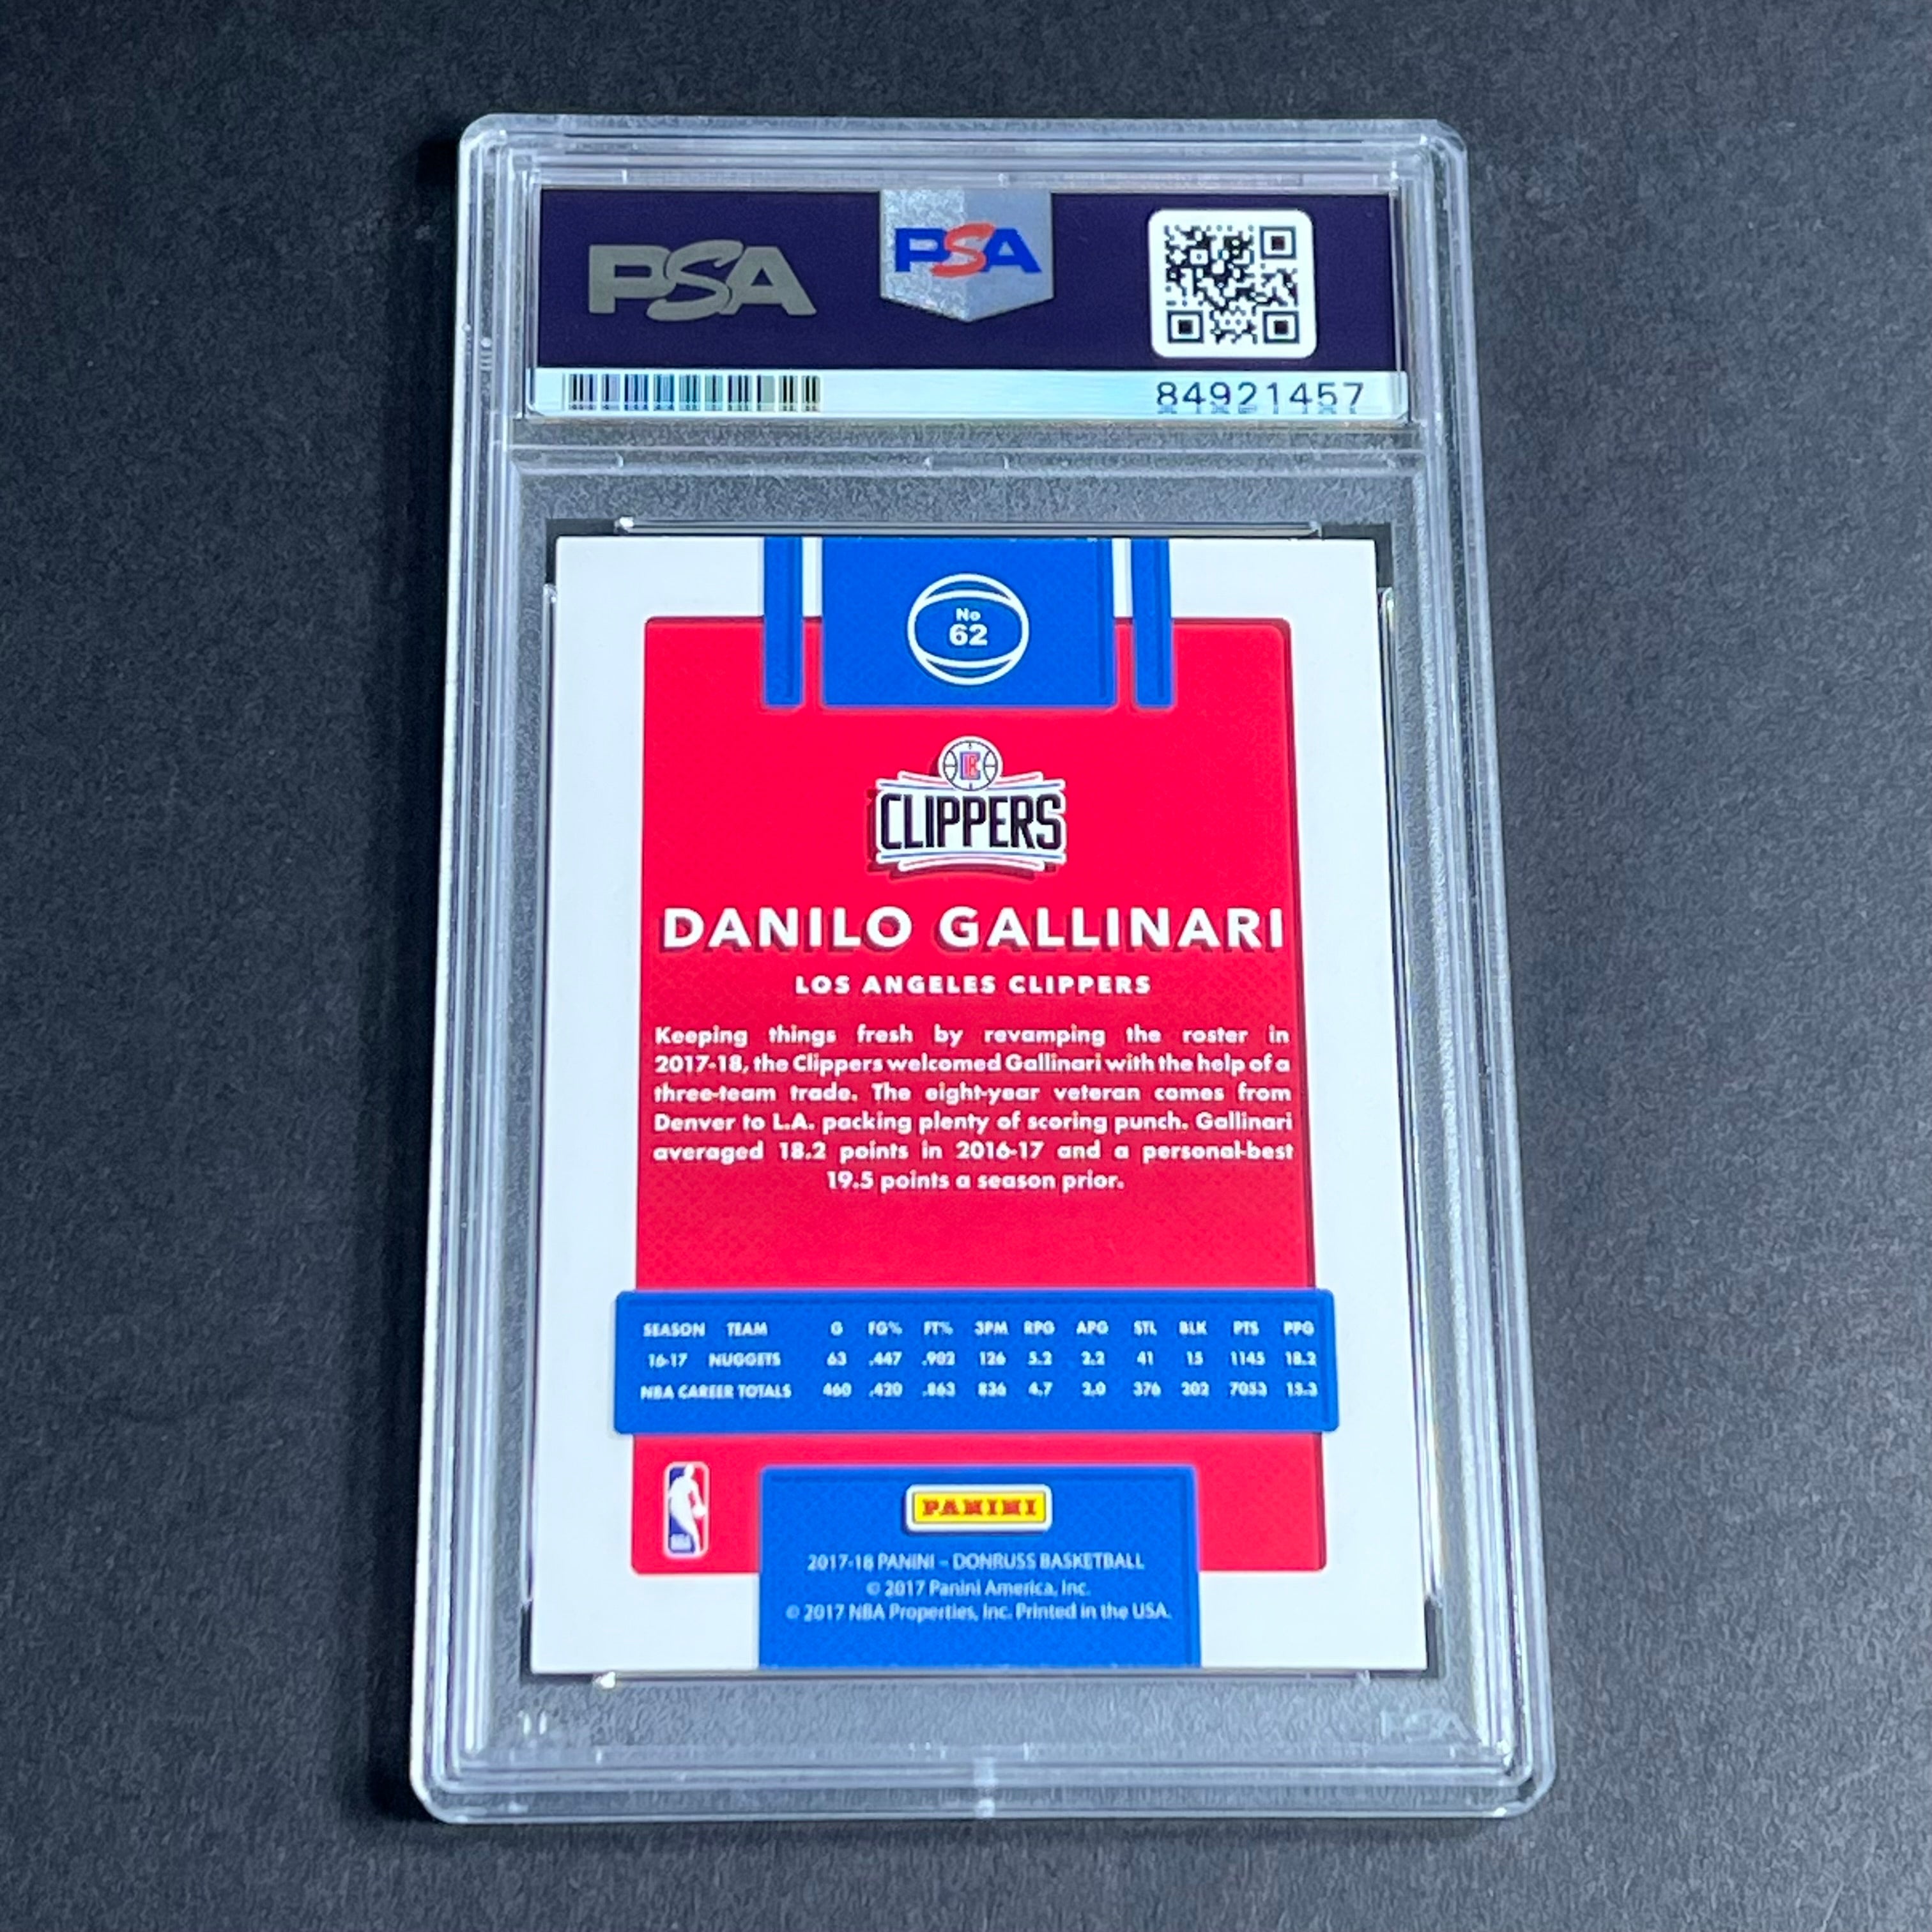 PSA
PSA
84921457
No
62
CLIPPERS
DANILO GALLINARI
LOS ANGELES CLIPPERS
Keeping things fresh by revamping the roster in
2017-18, the Clippers welcomed Gallinari with the help of a
three-team trade. The eight-year veteran comes from
Denver to L.A. packing plenty of scoring punch. Gallinari
averaged 18.2 points in 2016-17 and a personal-best
19.5 points a season prior.
SEASON TEAM G FG% FT% 3PM RPG APG STL BLK PTS PPG
16-17 NUGGETS 63 .447 .902 126 5.2 2.2 41 15 1145 18.2
NBA CAREER TOTALS 460 .420 .863 836 4.7 2.0 376 202 7053 15.3
PANINI
2017-18 PANINI – DONRUSS BASKETBALL
© 2017 Panini America, Inc.
© 2017 NBA Properties, Inc. Printed in the USA.